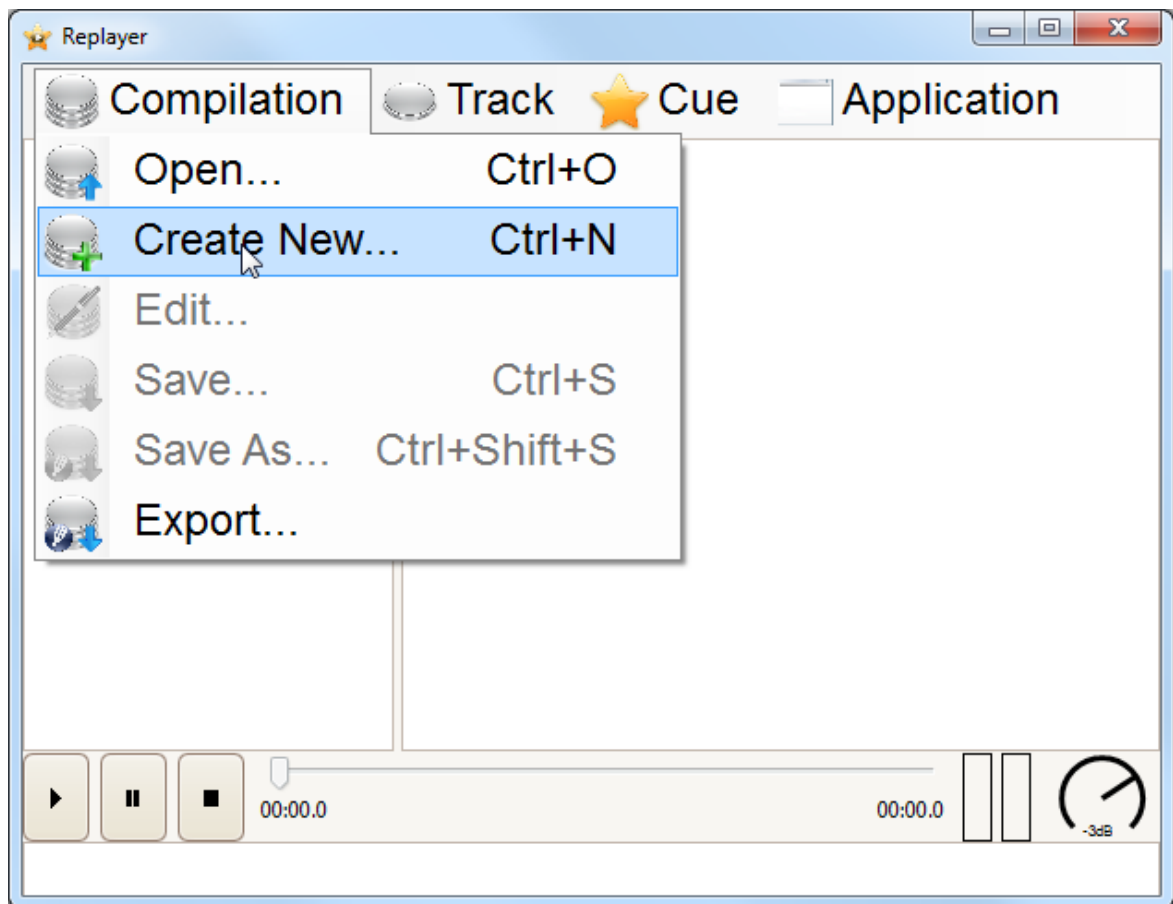 Replayer
Compilation Track Cue Application
Open... Ctrl+O
Create New... Ctrl+N
Edit...
Save... Ctrl+S
Save As... Ctrl+Shift+S
Export...
00:00.0 00:00.0
-3dB